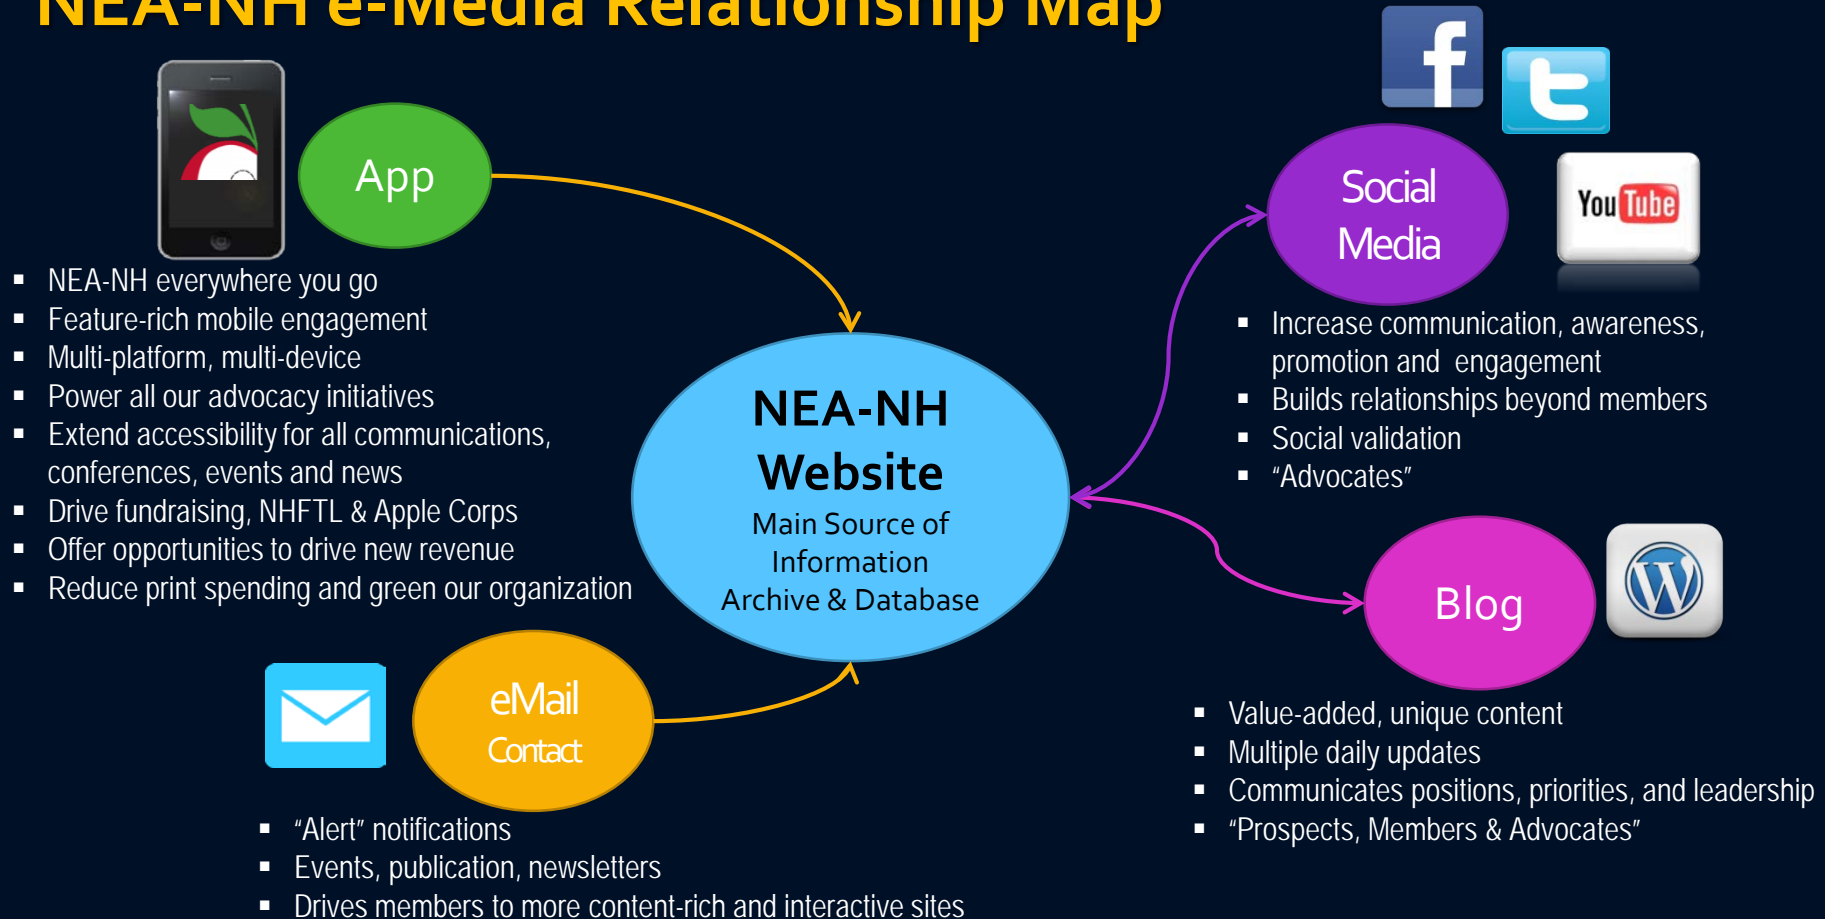 NEA-NH e-Media Relationship Map
App
NEA-NH everywhere you go
Feature-rich mobile engagement
Multi-platform, multi-device
Power all our advocacy initiatives
Extend accessibility for all communications,
conferences, events and news
Drive fundraising, NHFTL & Apple Corps
Offer opportunities to drive new revenue
Reduce print spending and green our organization
NEA-NH
Website
Main Source of
Information
Archive & Database
f
t
Social
Media
You Tube
Increase communication, awareness,
promotion and engagement
Builds relationships beyond members
Social validation
“Advocates”
Blog
W
Value-added, unique content
Multiple daily updates
Communicates positions, priorities, and leadership
“Prospects, Members & Advocates”
eMail
Contact
“Alert” notifications
Events, publication, newsletters
Drives members to more content-rich and interactive sites